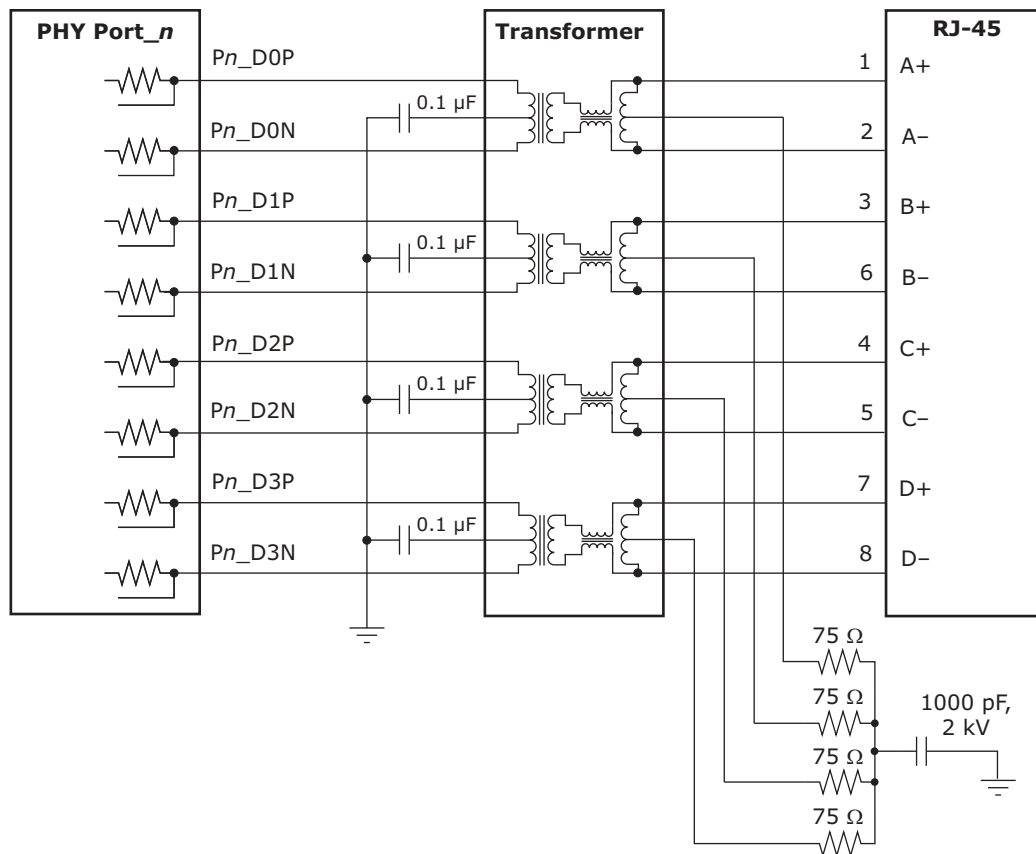 PHY Port_n
Transformer
RJ-45
Pn_D0P
1 A+
0.1 µF
Pn_D0N
2 A–
Pn_D1P
3 B+
0.1 µF
Pn_D1N
6 B–
Pn_D2P
4 C+
0.1 µF
Pn_D2N
5 C–
Pn_D3P
7 D+
0.1 µF
Pn_D3N
8 D–
75 Ω
75 Ω
1000 pF,
2 kV
75 Ω
75 Ω